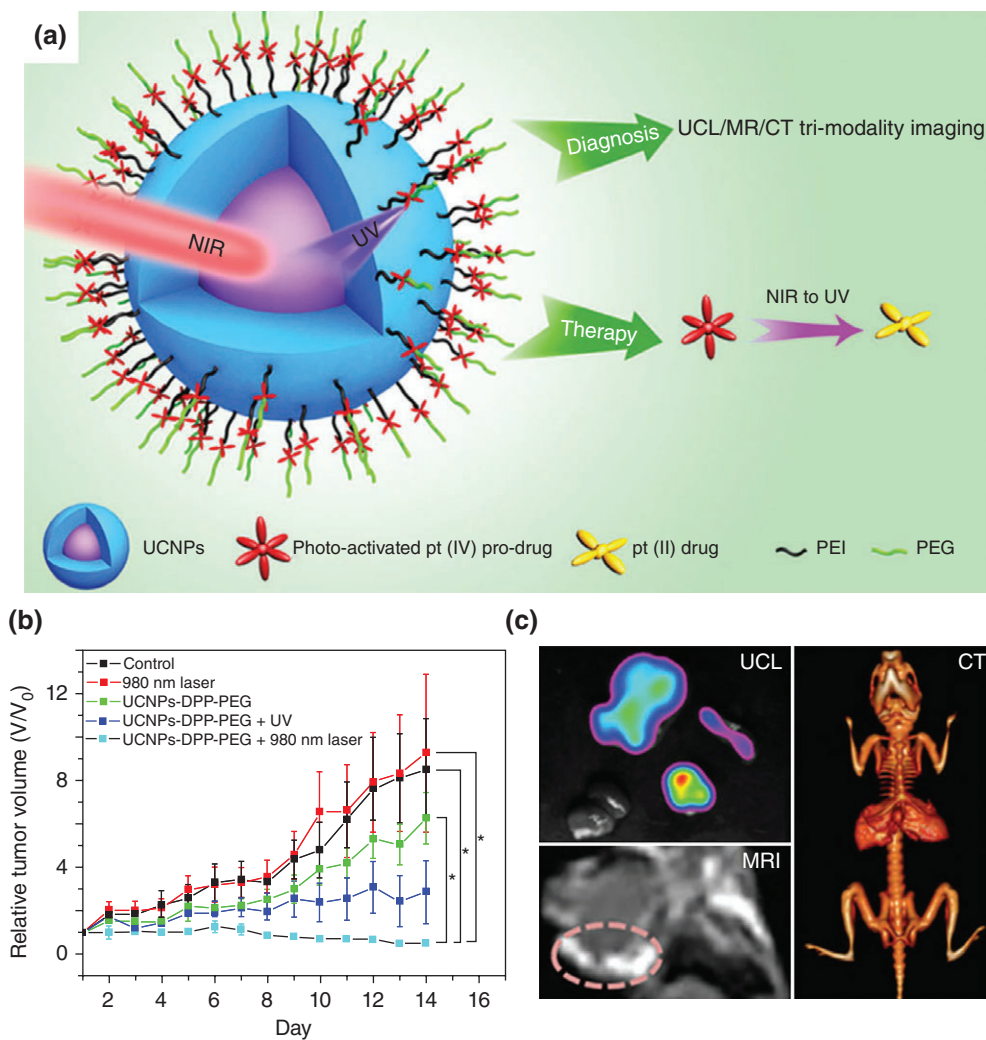 (a)
Diagnosis
UCL/MR/CT tri-modality imaging
NIR
UV
Therapy
NIR to UV
UCNPs
Photo-activated pt (IV) pro-drug
pt (II) drug
PEI
PEG
(b)
Control
980 nm laser
UCNPs-DPP-PEG
UCNPs-DPP-PEG + UV
UCNPs-DPP-PEG + 980 nm laser
Relative tumor volume (V/V0)
12
8
4
0
* * *
2 4 6 8 10 12 14 16
Day
(c)
UCL
CT
MRI